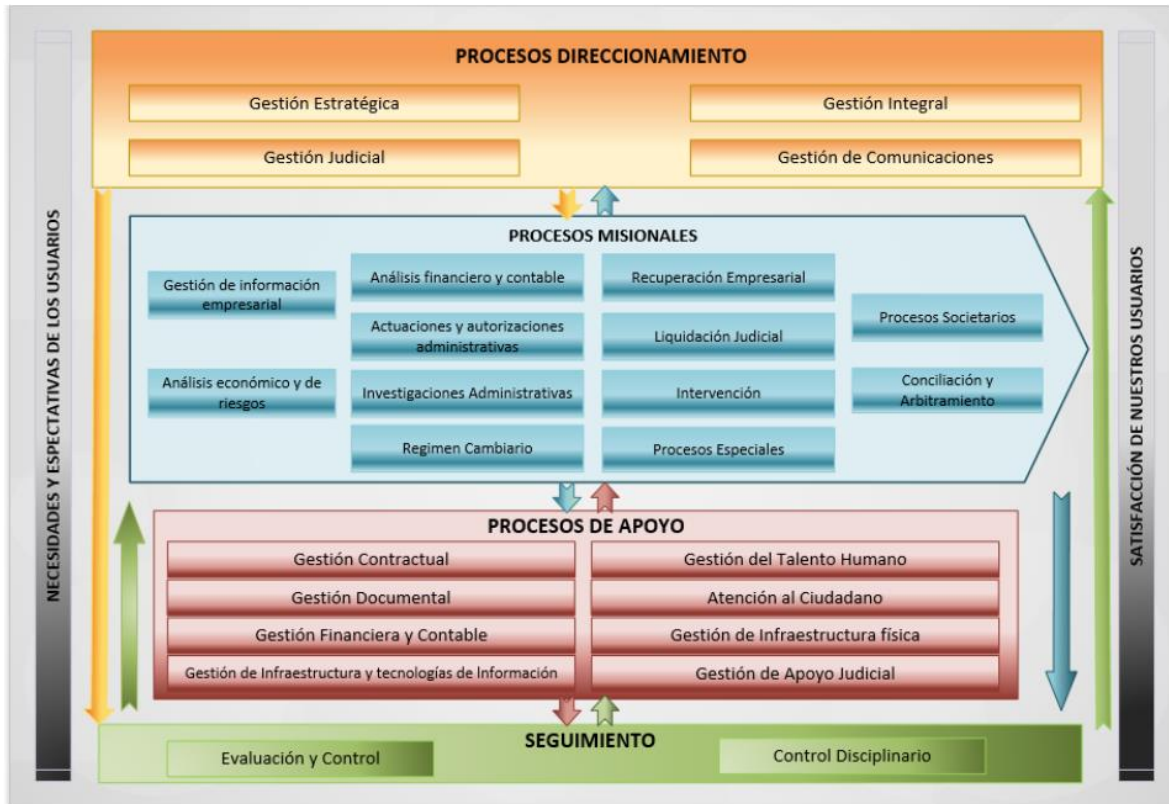 PROCESOS DIRECCIONAMIENTO
Gestión Estratégica
Gestión Integral
Gestión Judicial
Gestión de Comunicaciones
NECESIDADES Y ESPECTATIVAS DE LOS USUARIOS
PROCESOS MISIONALES
Gestión de información
empresarial
Análisis económico y de
riesgos
Análisis financiero y contable
Actuaciones y autorizaciones
administrativas
Investigaciones Administrativas
Regimen Cambiario
Recuperación Empresarial
Liquidación Judicial
Intervención
Procesos Especiales
Procesos Societarios
Conciliación y
Arbitramiento
SATISFACCIÓN DE NUESTROS USUARIOS
PROCESOS DE APOYO
Gestión Contractual
Gestión del Talento Humano
Gestión Documental
Atención al Ciudadano
Gestión Financiera y Contable
Gestión de Infraestructura física
Gestión de Infraestructura y tecnologías de Información
Gestión de Apoyo Judicial
SEGUIMIENTO
Evaluación y Control
Control Disciplinario